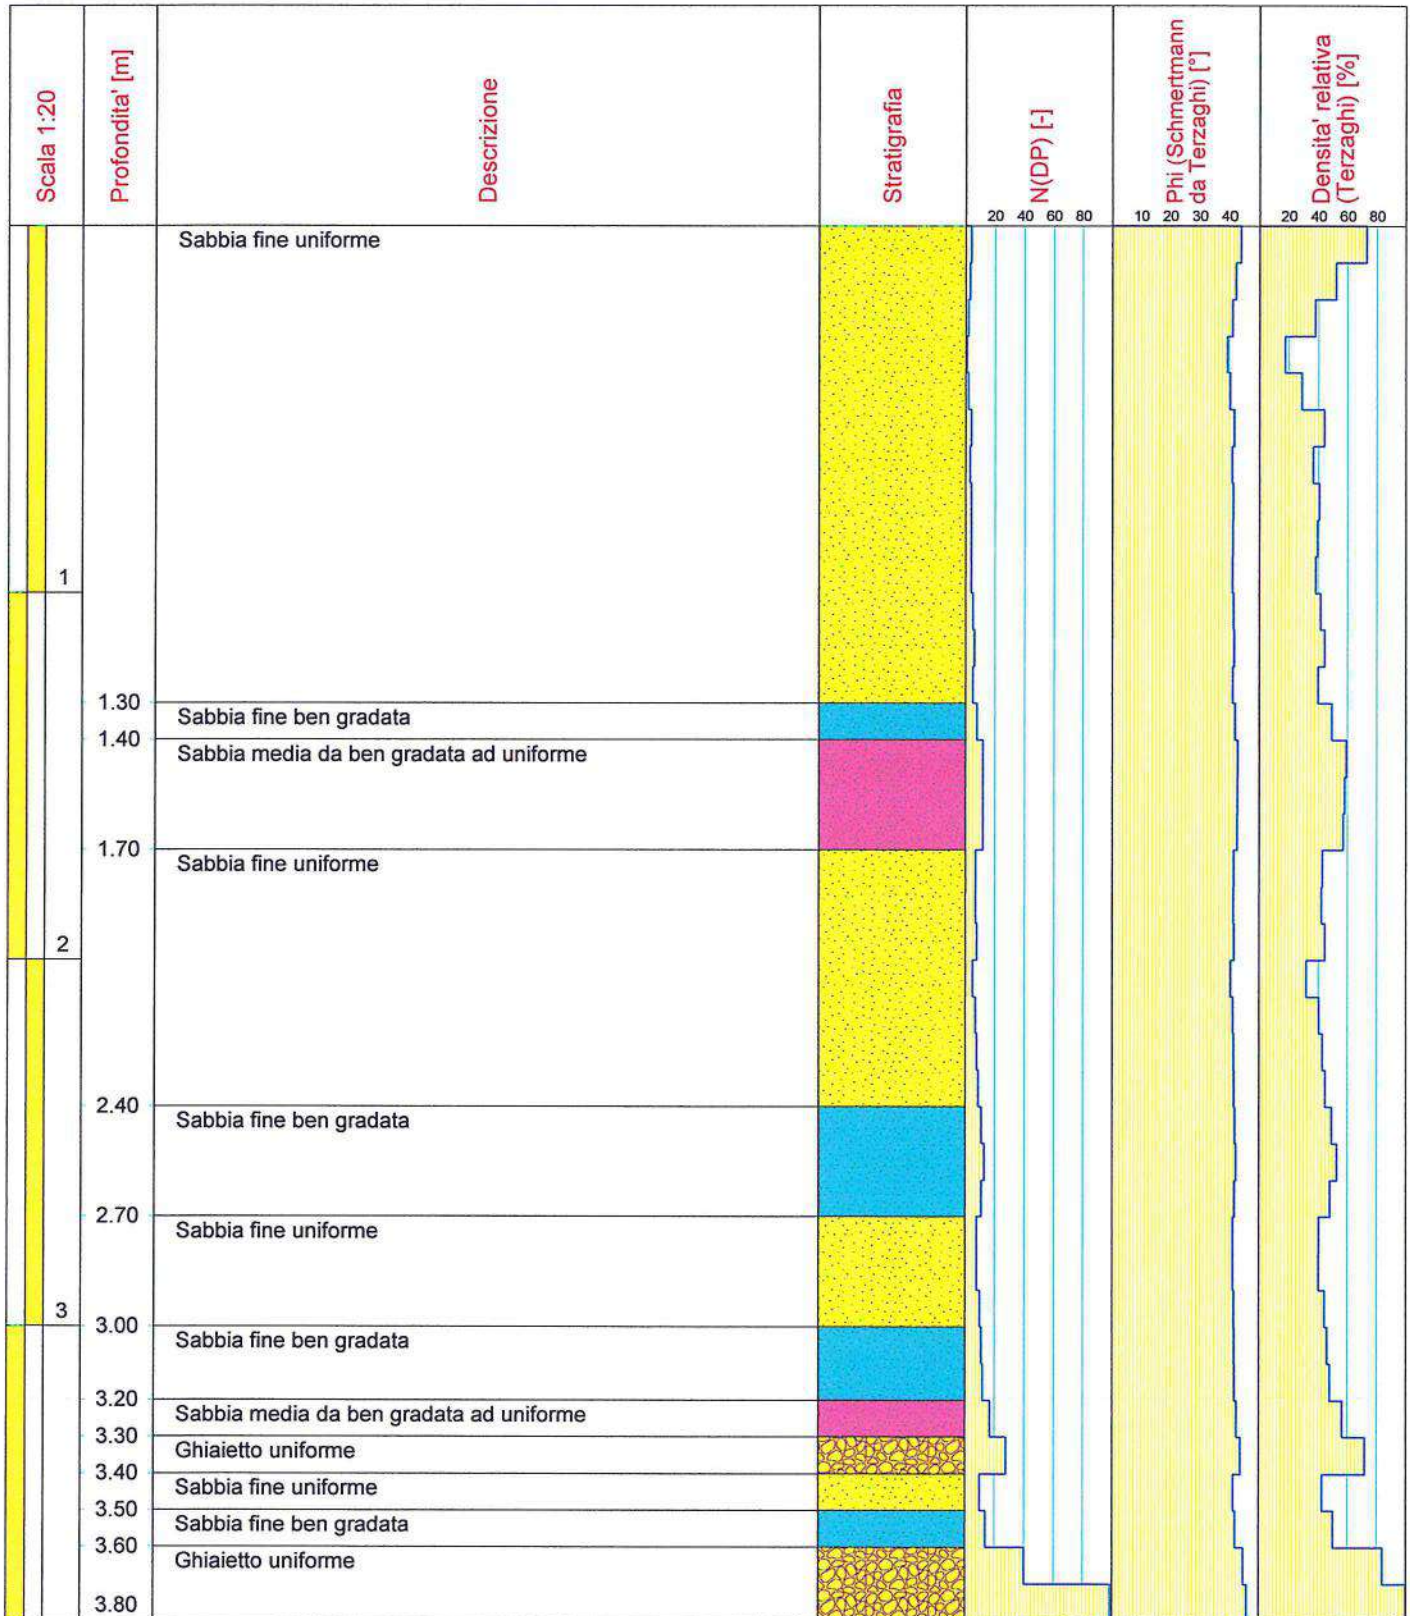 Scala 1:20
Profondita' [m]
Descrizione
Stratigrafia
N(DP) [-]
Phi (Schmertmann
da Terzaghi) [°]
Densita' relativa
(Terzaghi) [%]
20 40 60 80
10 20 30 40
20 40 60 80
Sabbia fine uniforme
1
1.30
Sabbia fine ben gradata
1.40
Sabbia media da ben gradata ad uniforme
1.70
Sabbia fine uniforme
2
2.40
Sabbia fine ben gradata
2.70
Sabbia fine uniforme
3
3.00
Sabbia fine ben gradata
3.20
Sabbia media da ben gradata ad uniforme
3.30
Ghiaietto uniforme
3.40
Sabbia fine uniforme
3.50
Sabbia fine ben gradata
3.60
Ghiaietto uniforme
3.80